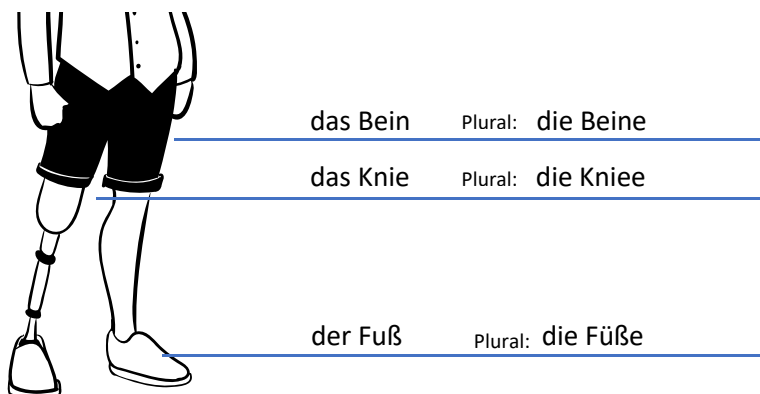 das Bein Plural: die Beine
das Knie Plural: die Kniee
der Fuß Plural: die Füße